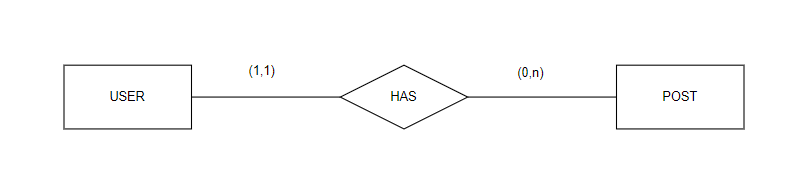 (1,1)
(0,n)
USER
HAS
POST